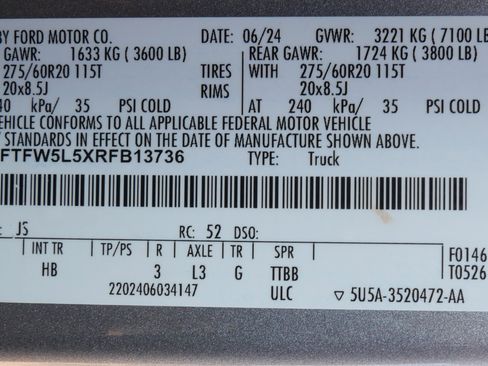 BY FORD MOTOR CO. DATE: 06/24 GVWR: 3221 KG ( 7100 LB
GAWR: 1633 KG ( 3600 LB) REAR GAWR: 1724 KG ( 3800 LB)
275/60R20 115T TIRES WITH 275/60R20 115T
20x8.5J RIMS 20x8.5J
240 kPa/ 35 PSI COLD AT 240 kPa/ 35 PSI COLD
VEHICLE CONFORMS TO ALL APPLICABLE FEDERAL MOTOR VEHICLE
Y STANDARDS IN EFFECT ON THE DATE OF MANUFACTURE SHOWN ABOVE.
FTFW5L5XRFB13736 TYPE: Truck
: JS RC: 52 DSO:
INT TR TP/PS R AXLE TR SPR F0146
HB 3 L3 G TTBB T0526
2202406034147 ULC ▽ 5U5A-3520472-AA